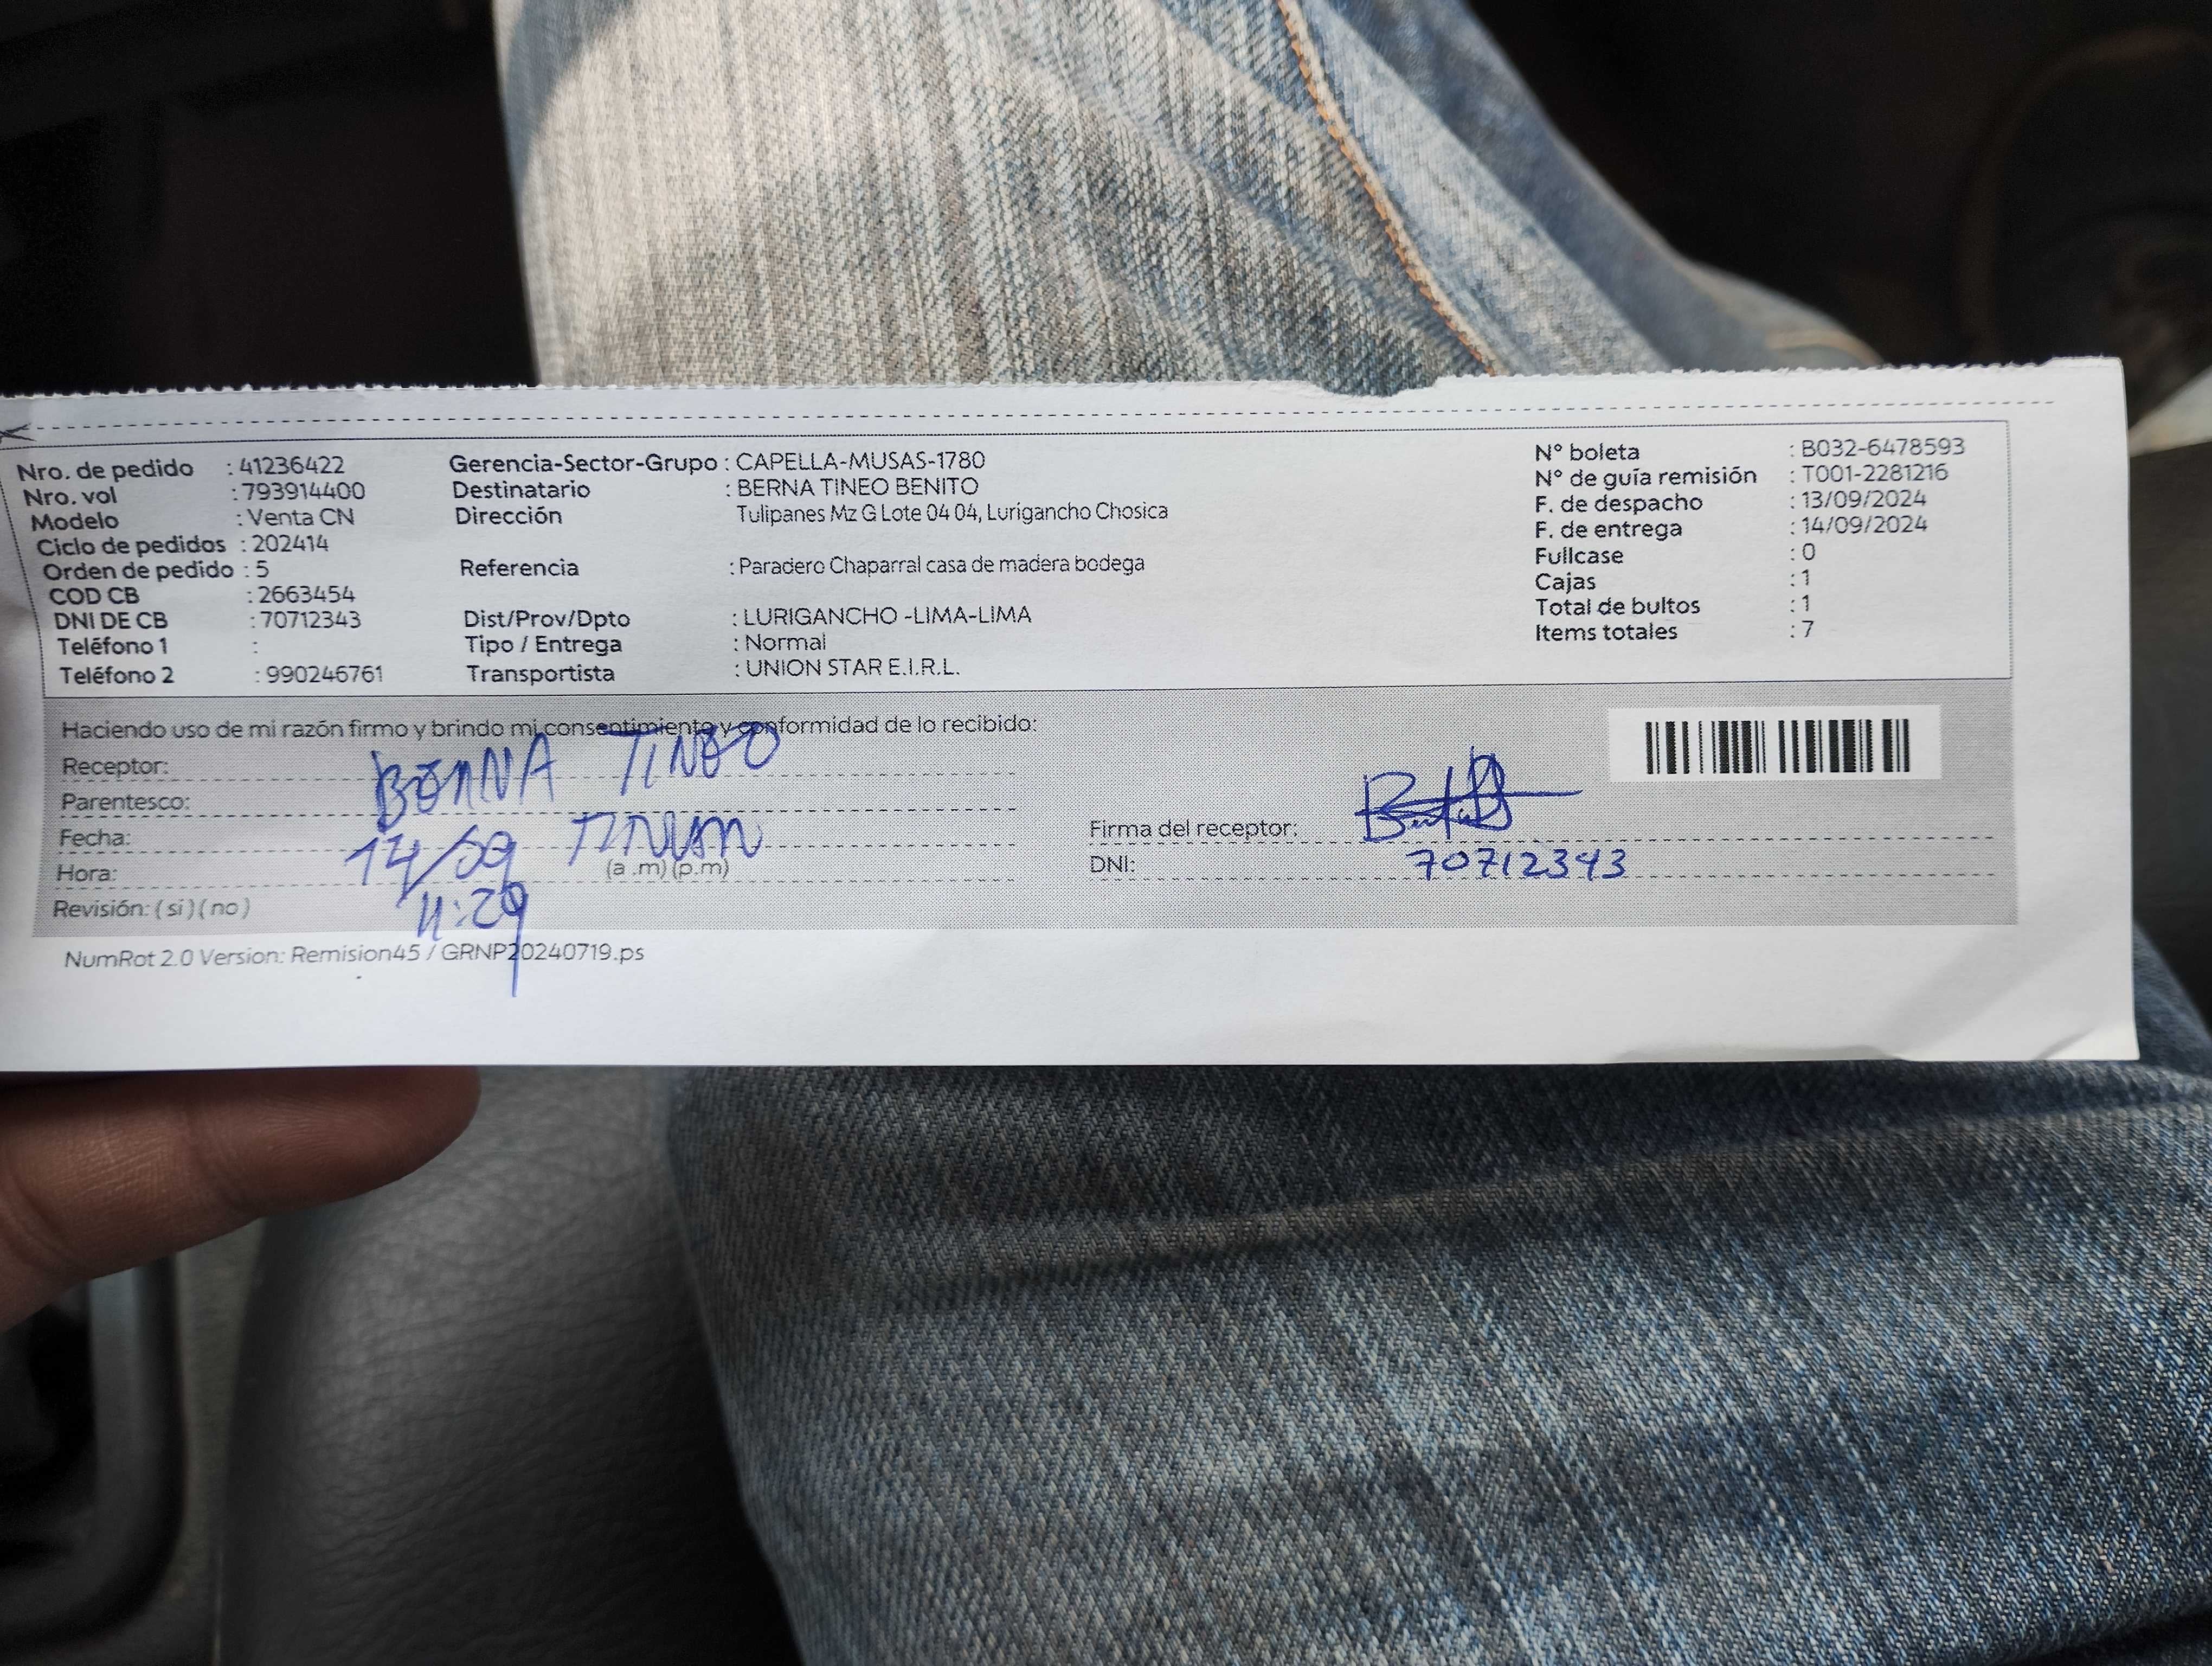 Nro. de pedido : 41236422
Nro. vol : 793914400
Modelo : Venta CN
Ciclo de pedidos : 202414
Orden de pedido : 5
COD CB : 2663454
DNI DE CB : 70712343
Teléfono 1 :
Teléfono 2 : 990246761
Gerencia-Sector-Grupo : CAPELLA-MUSAS-1780
Destinatario : BERNA TINEO BENITO
Dirección Tulipanes Mz G Lote 04 04, Lurigancho Chosica
Referencia : Paradero Chaparral casa de madera bodega
Dist/Prov/Dpto : LURIGANCHO -LIMA-LIMA
Tipo / Entrega : Normal
Transportista : UNION STAR E.I.R.L.
N° boleta : B032-6478593
N° de guía remisión : T001-2281216
F. de despacho : 13/09/2024
F. de entrega : 14/09/2024
Fullcase : 0
Cajas : 1
Total de bultos : 1
Items totales : 7
Haciendo uso de mi razón firmo y brindo mi consentimiento y conformidad de lo recibido:
Receptor: BERNA TINEO
Parentesco:
Fecha: 14/09
Hora: 11:29 (a .m) (p.m)
Revisión: ( si ) ( no )
Firma del receptor:
DNI: 70712343
NumRot 2.0 Version: Remision45 / GRNP20240719.ps